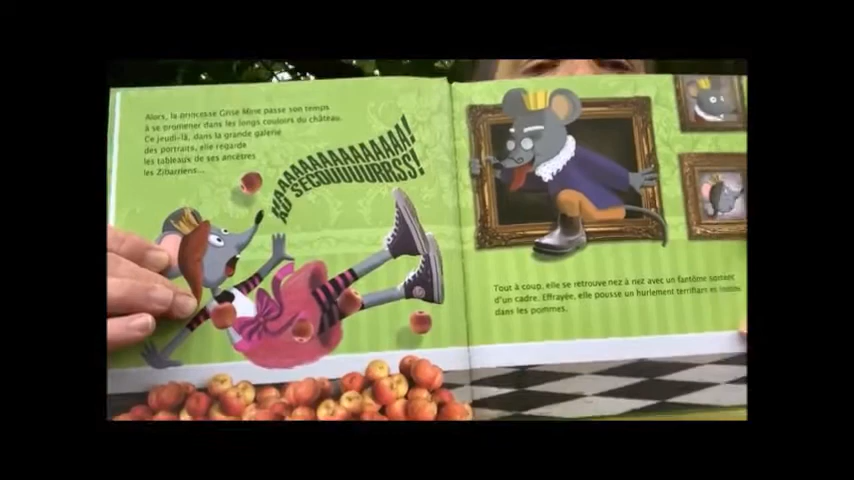 Alors, la princesse Grise Mine passe son temps
à se promener dans les longs couloirs du château.
Ce jeudi-là, dans la grande galerie
des portraits, elle regarde
les tableaux de ses ancêtres
les Zibarriens...
AAAAAAAAAAAAAAAAAA!
AU SECOUUUUURRSS!
Tout à coup, elle se retrouve nez à nez avec un fantôme sortant
d'un cadre. Effrayée, elle pousse un hurlement terrifiant et
dans les pommes.